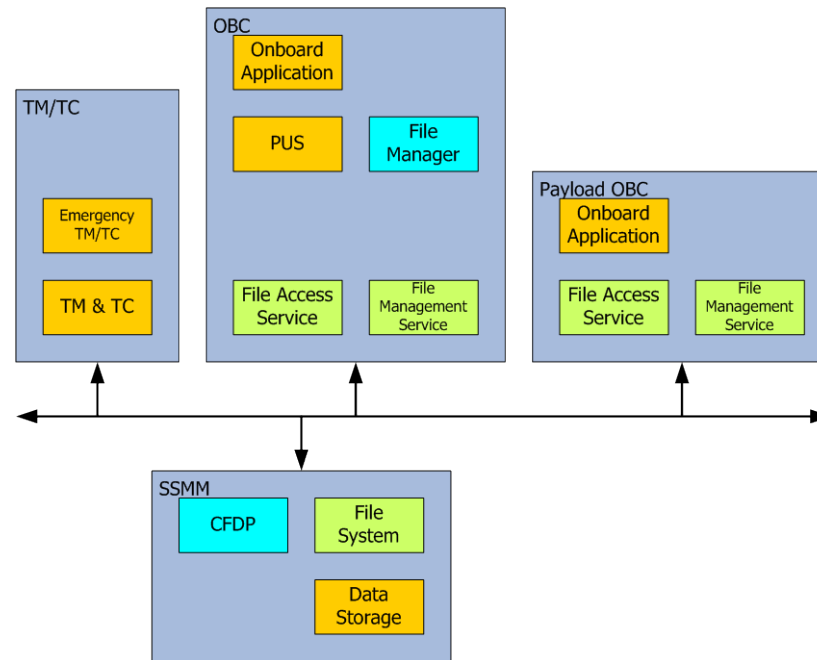 OBC
Onboard
Application
PUS
File
Manager
File Access
Service
File
Management
Service
TM/TC
Emergency
TM/TC
TM & TC
Payload OBC
Onboard
Application
File Access
Service
File
Management
Service
SSMM
CFDP
File
System
Data
Storage